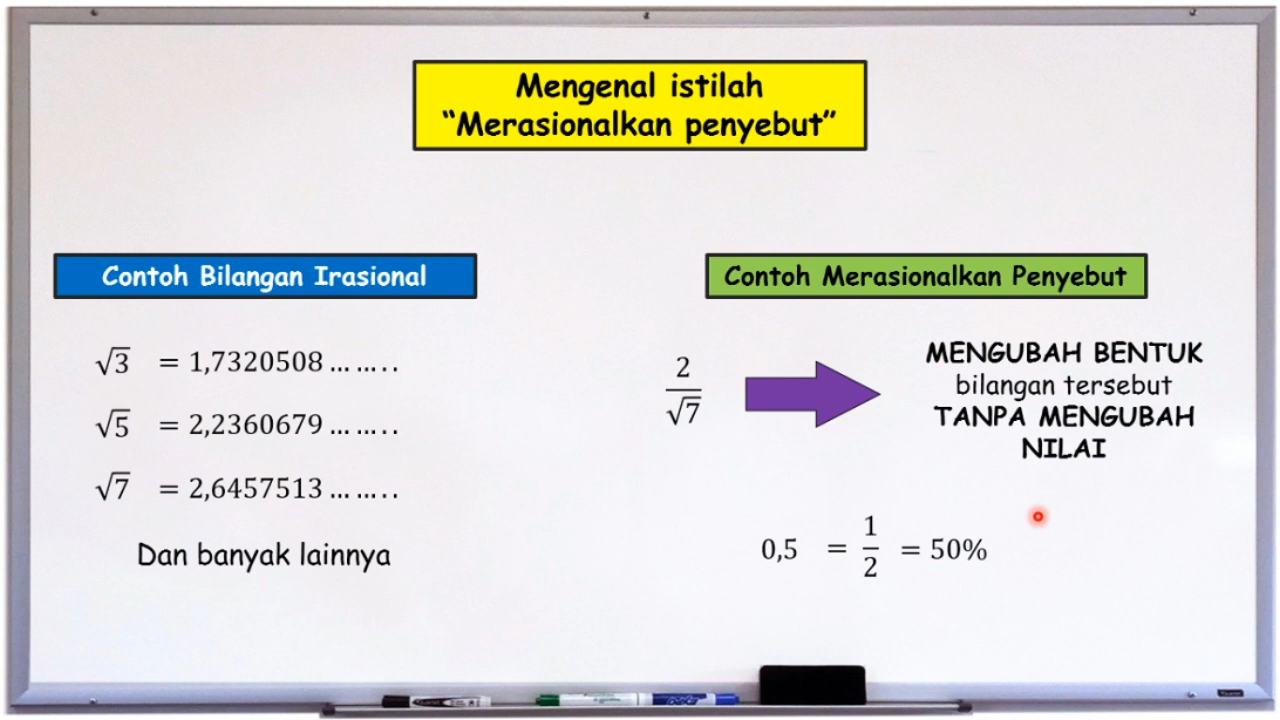 Mengenal istilah
“Merasionalkan penyebut”
Contoh Bilangan Irasional
√3 = 1,7320508 ... ... . .
√5 = 2,2360679 ... ... . .
√7 = 2,6457513 ... ... . .
Dan banyak lainnya
Contoh Merasionalkan Penyebut
2/√7
MENGUBAH BENTUK
bilangan tersebut
TANPA MENGUBAH
NILAI
0,5 = 1/2 = 50%